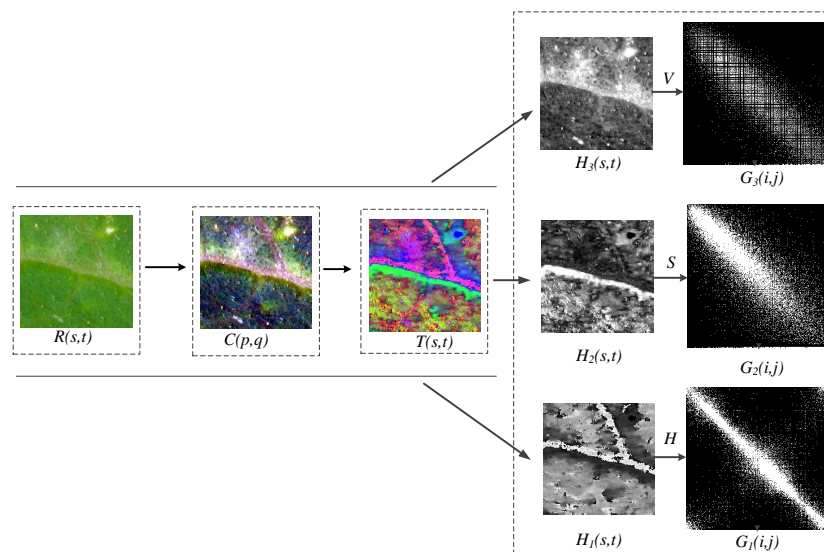 V
H3(s,t)
G3(i,j)
R(s,t)
C(p,q)
T(s,t)
S
H2(s,t)
G2(i,j)
H
H1(s,t)
G1(i,j)